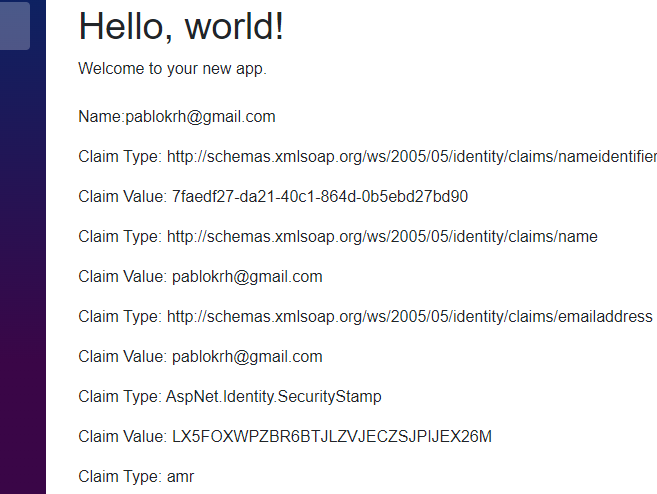 Hello, world!
Welcome to your new app.
Name:pablokrh@gmail.com
Claim Type: http://schemas.xmlsoap.org/ws/2005/05/identity/claims/nameidentifier
Claim Value: 7faedf27-da21-40c1-864d-0b5ebd27bd90
Claim Type: http://schemas.xmlsoap.org/ws/2005/05/identity/claims/name
Claim Value: pablokrh@gmail.com
Claim Type: http://schemas.xmlsoap.org/ws/2005/05/identity/claims/emailaddress
Claim Value: pablokrh@gmail.com
Claim Type: AspNet.Identity.SecurityStamp
Claim Value: LX5FOXWPZBR6BTJLZVJECZSJPIJEX26M
Claim Type: amr